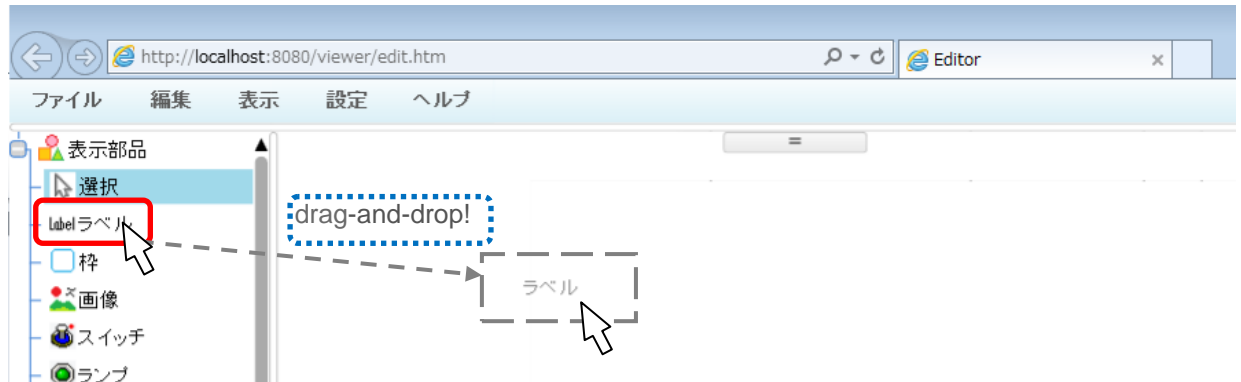 http://localhost:8080/viewer/edit.htm
Editor
ファイル 編集 表示 設定 ヘルプ
=
表示部品
選択
Label ラベル
drag-and-drop!
枠
ラベル
画像
スイッチ
ランプ